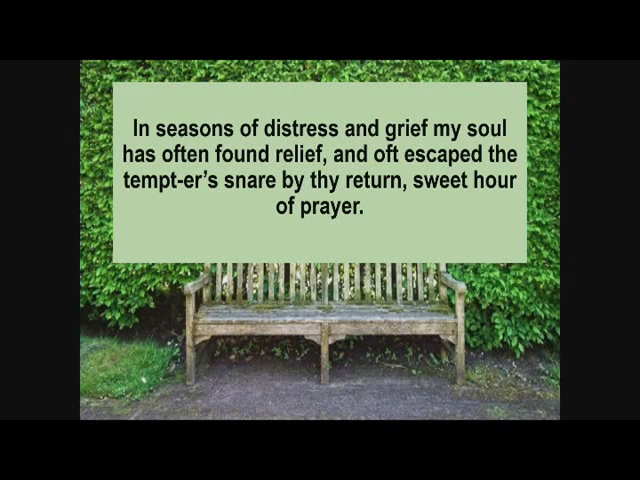 In seasons of distress and grief my soul
has often found relief, and oft escaped the
tempt-er’s snare by thy return, sweet hour
of prayer.